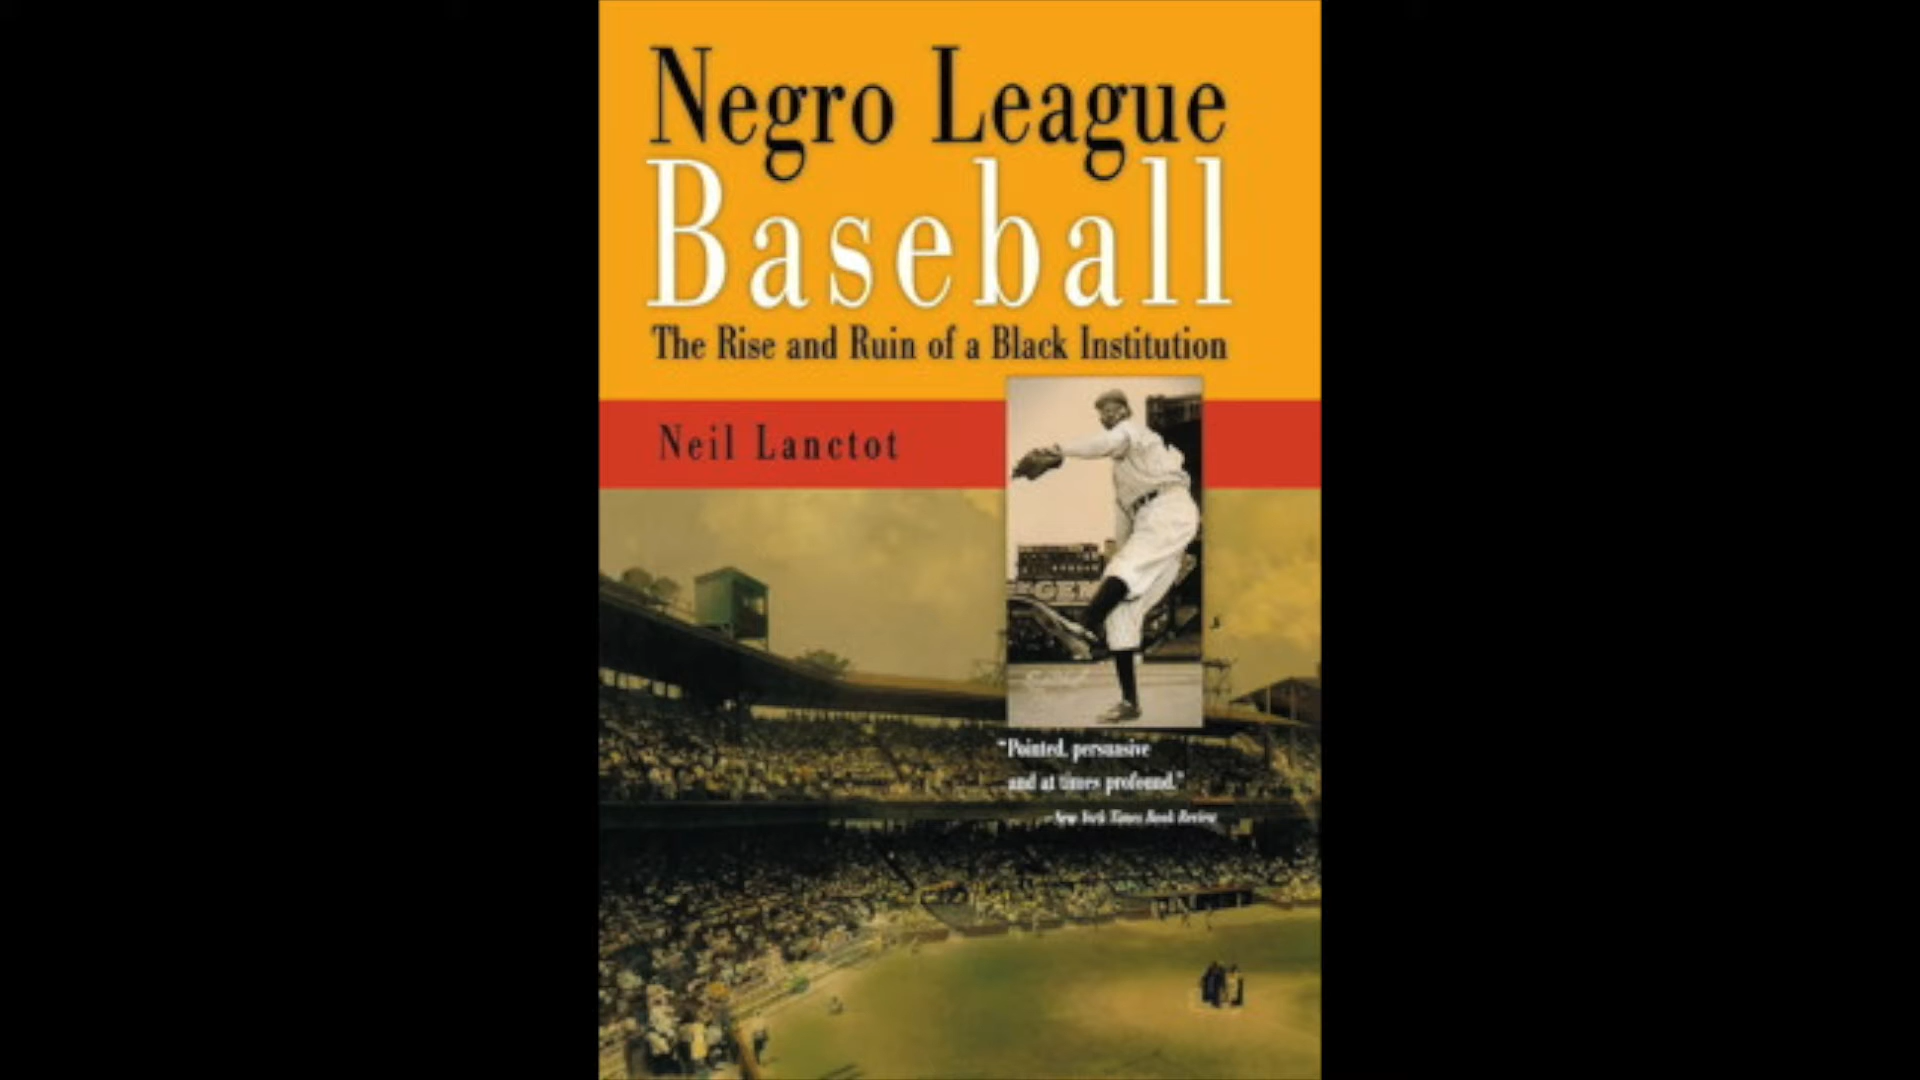 Negro League
Baseball
The Rise and Ruin of a Black Institution
Neil Lanctot
GEN
"Pointed, persuasive
and at times profound."
—New York Times Book Review